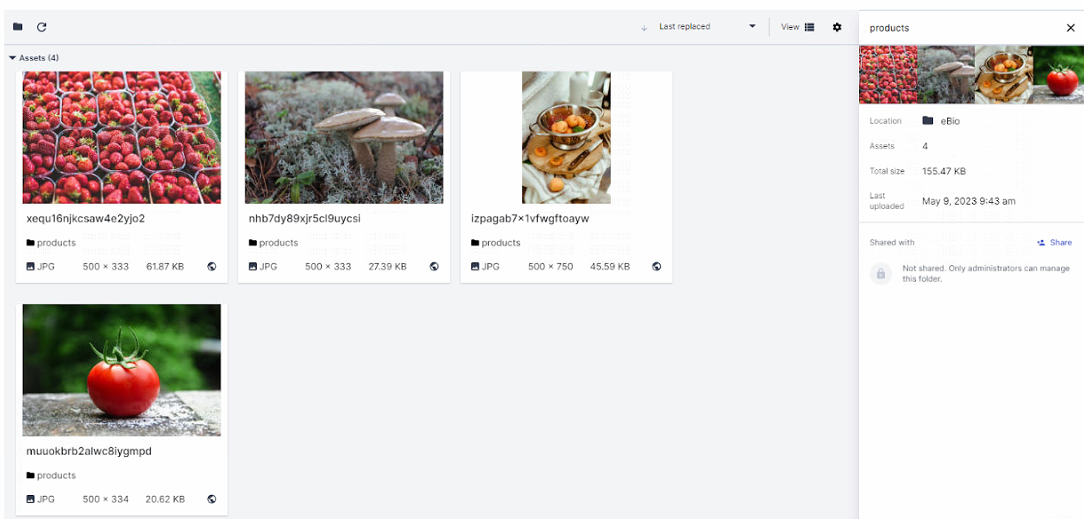 Last replaced
View
Assets (4)
xequ16njkcsaw4e2yjo2
products
JPG 500 × 333 61.87 KB
nhb7dy89xjr5cl9uycsi
products
JPG 500 × 333 27.39 KB
izpagab7x1vfwgftoayw
products
JPG 500 × 750 45.59 KB
muuokbrb2alwc8iygmpd
products
JPG 500 × 334 20.62 KB
products
Location eBio
Assets 4
Total size 155.47 KB
Last uploaded May 9, 2023 9:43 am
Shared with Share
Not shared. Only administrators can manage
this folder.